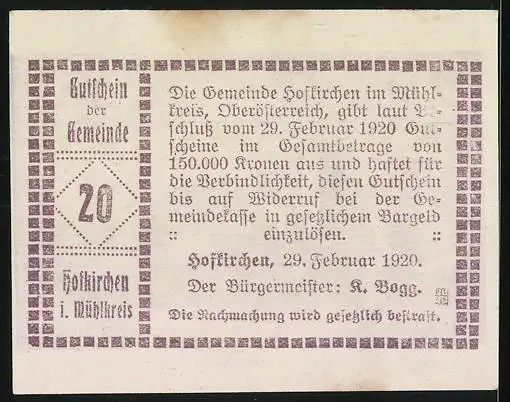 Gutschein
der
Gemeinde
20
Hofkirchen
i. Mühlkreis
Die Gemeinde Hofkirchen im Mühl-
kreis, Oberösterreich, gibt laut
schluß vom 29. Februar 1920 Gut-
scheine im Gesamtbetrage von
150.000 Kronen aus und haftet für
die Verbindlichkeit, diesen Gutschein
bis auf Widerruf bei der Ge-
meindekasse in gesetzlichem Bargeld
:: einzulösen. ::
Hofkirchen, 29. Februar 1920.
Der Bürgermeister: K. Bogg.
Die Nachmachung wird gesetzlich bestraft.